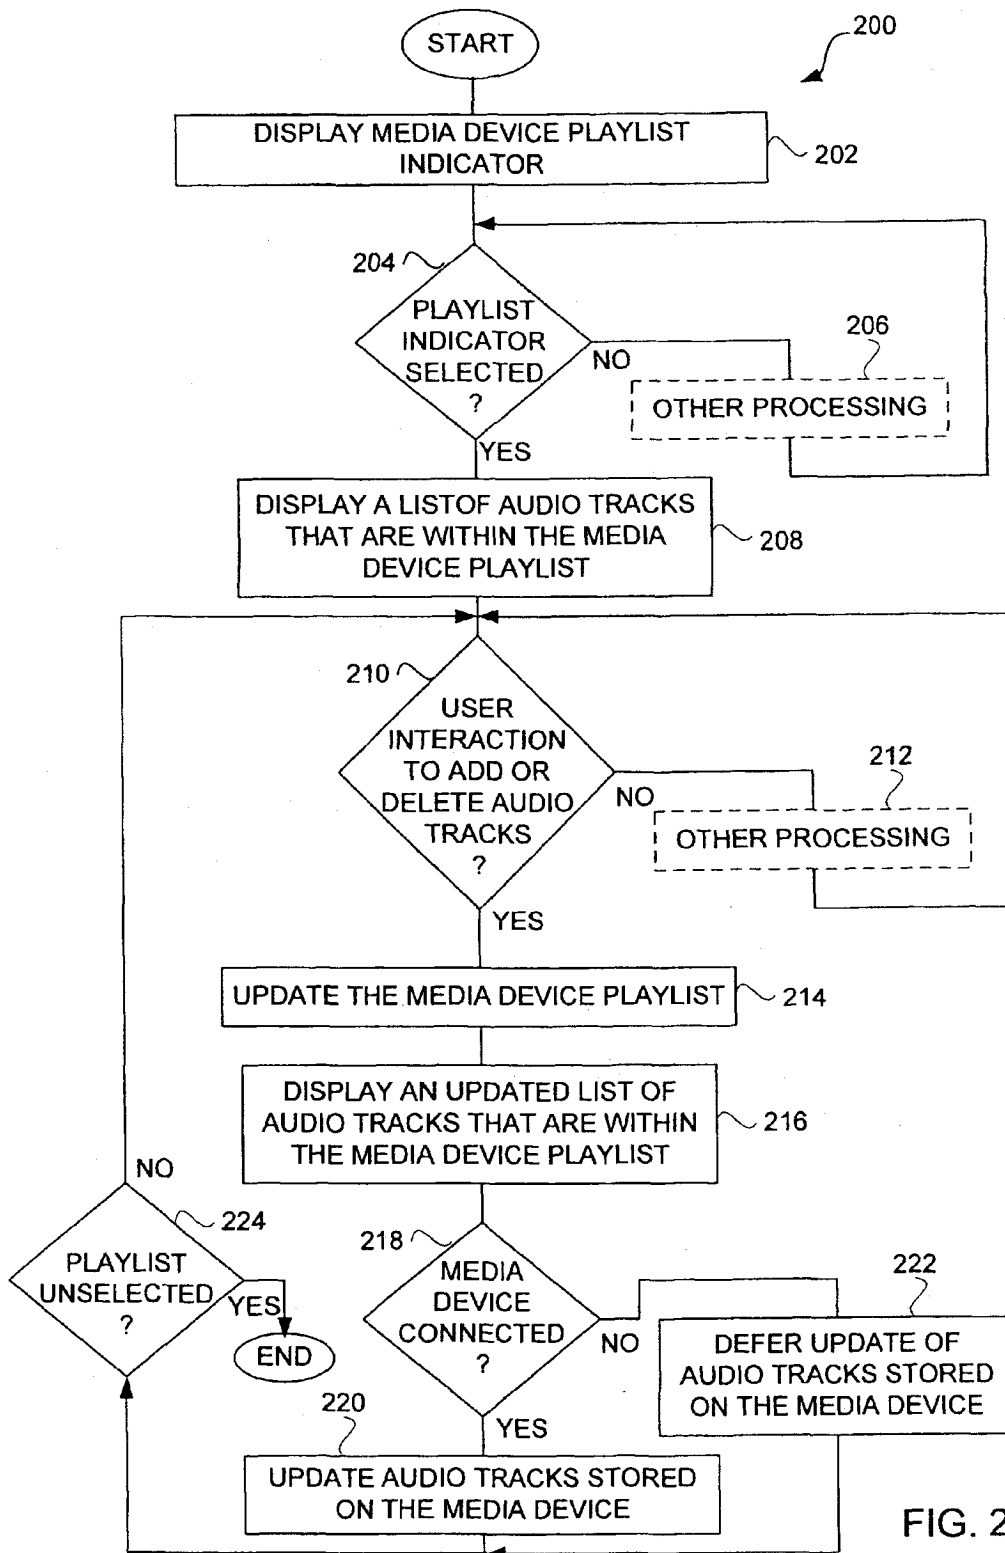 START
200
DISPLAY MEDIA DEVICE PLAYLIST
INDICATOR
202
204
PLAYLIST
INDICATOR
SELECTED
?
NO
206
OTHER PROCESSING
YES
DISPLAY A LISTOF AUDIO TRACKS
THAT ARE WITHIN THE MEDIA
DEVICE PLAYLIST
208
210
USER
INTERACTION
TO ADD OR
DELETE AUDIO
TRACKS
?
NO
212
OTHER PROCESSING
YES
UPDATE THE MEDIA DEVICE PLAYLIST
214
DISPLAY AN UPDATED LIST OF
AUDIO TRACKS THAT ARE WITHIN
THE MEDIA DEVICE PLAYLIST
216
NO
224
PLAYLIST
UNSELECTED
?
YES
END
218
MEDIA
DEVICE
CONNECTED
?
NO
222
DEFER UPDATE OF
AUDIO TRACKS STORED
ON THE MEDIA DEVICE
YES
220
UPDATE AUDIO TRACKS STORED
ON THE MEDIA DEVICE
FIG. 2